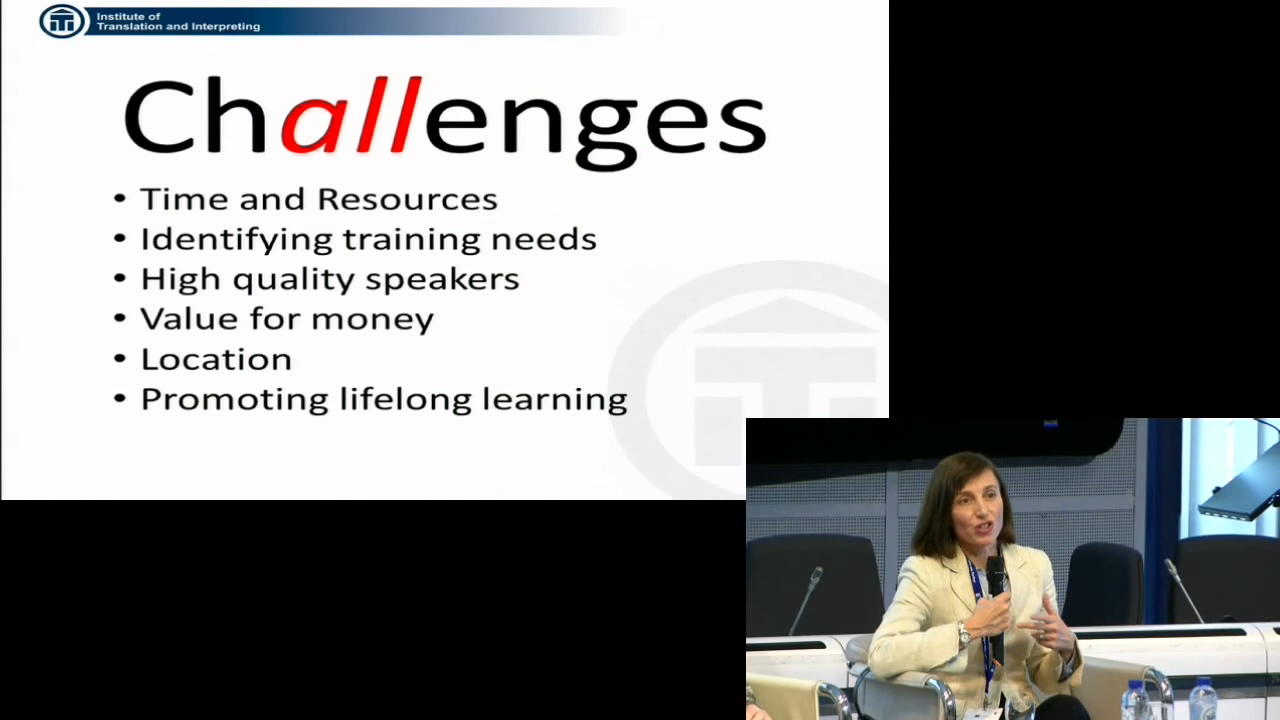 Institute of
Translation and Interpreting
Challenges
• Time and Resources
• Identifying training needs
• High quality speakers
• Value for money
• Location
• Promoting lifelong learning